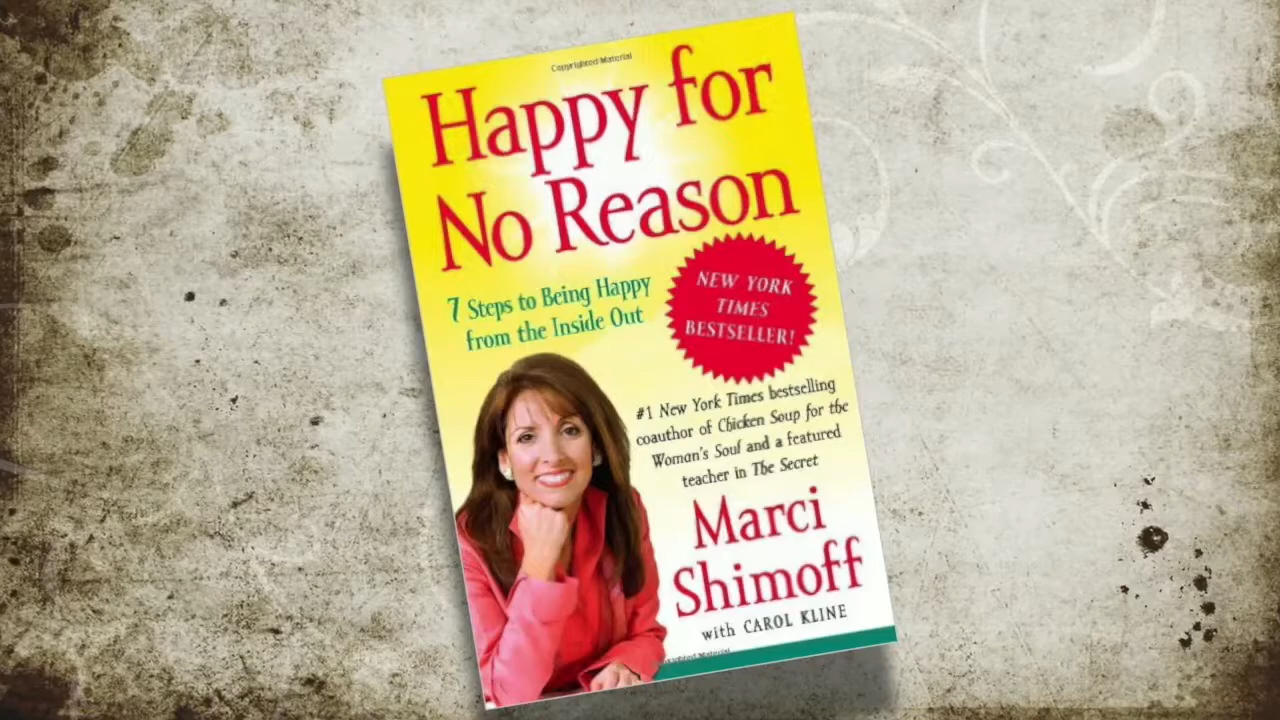 Copyrighted Material
Happy for
No Reason
7 Steps to Being Happy
from the Inside Out
NEW YORK
TIMES
BESTSELLER!
#1 New York Times bestselling
coauthor of Chicken Soup for the
Woman's Soul and a featured
teacher in The Secret
Marci
Shimoff
with CAROL KLINE
Copyrighted Material